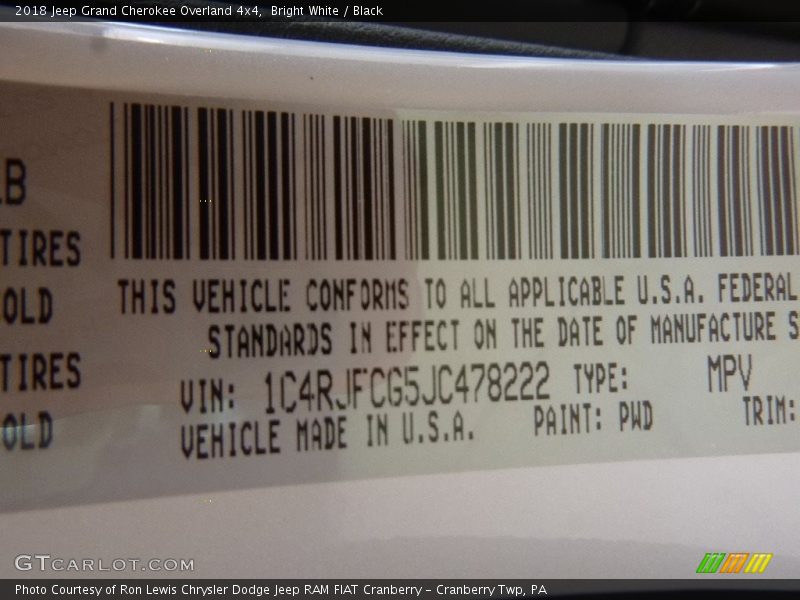 2018 Jeep Grand Cherokee Overland 4x4, Bright White / Black
LB
TIRES
OLD
TIRES
OLD
THIS VEHICLE CONFORMS TO ALL APPLICABLE U.S.A. FEDERAL
STANDARDS IN EFFECT ON THE DATE OF MANUFACTURE S
VIN: 1C4RJFCG5JC478222 TYPE: MPV
VEHICLE MADE IN U.S.A. PAINT: PWD TRIM:
GTCARLOT.COM
Photo Courtesy of Ron Lewis Chrysler Dodge Jeep RAM FIAT Cranberry – Cranberry Twp, PA